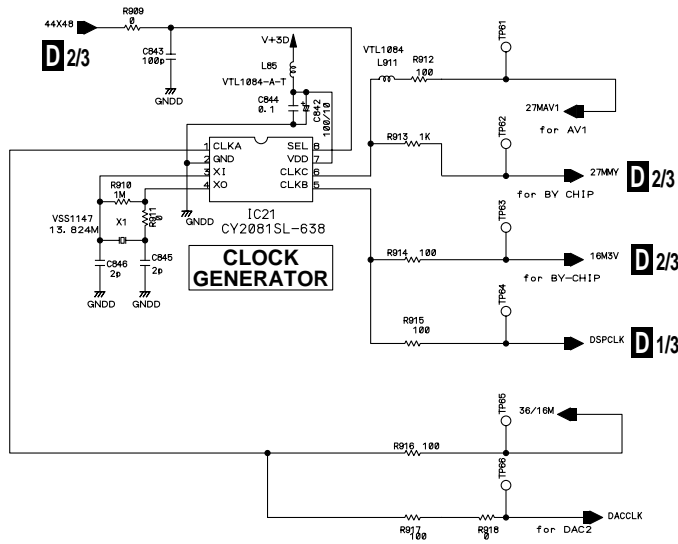 44X48
R909
0
D 2/3
C843
100p
GNDD
V+3D
L85
VTL1084-A-T
C844
0.1
C842
100/10
VTL1084
L911
R912
100
TP61
27MAV1
for AV1
R913 1K
TP62
27MMY
D 2/3
for BY CHIP
1 CLKA
2 GND
3 XI
4 XO
SEL 8
VDD 7
CLKC 6
CLKB 5
IC21
CY2081SL-638
GNDD
R910
1M
R911
0
VSS1147
13.824M
X1
C846
2p
C845
2p
GNDD
GNDD
CLOCK
GENERATOR
R914 100
TP63
16M3V
D 2/3
for BY-CHIP
R915
100
TP64
DSPCLK
D 1/3
R916 100
TP65
36/16M
R917
100
R918
0
TP66
DACCLK
for DAC2